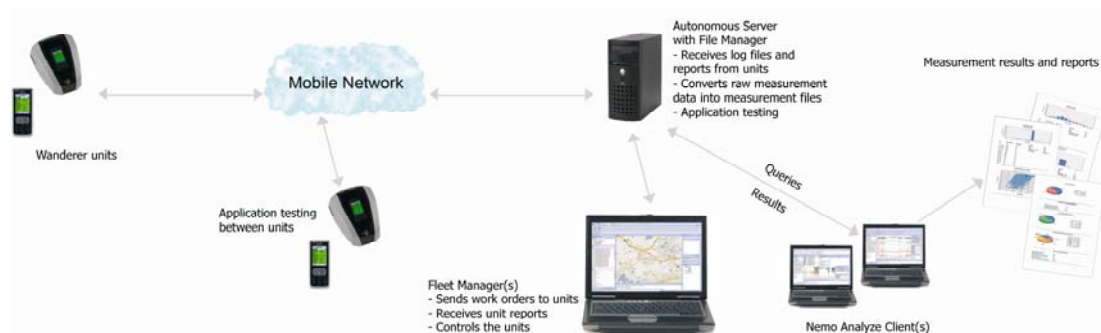 Autonomous Server
with File Manager
- Receives log files and
reports from units
- Converts raw measurement
data into measurement files
- Application testing
Measurement results and reports
Mobile Network
Wanderer units
Application testing
between units
Queries
Results
Fleet Manager(s)
- Sends work orders to units
- Receives unit reports
- Controls the units
Nemo Analyze Client(s)